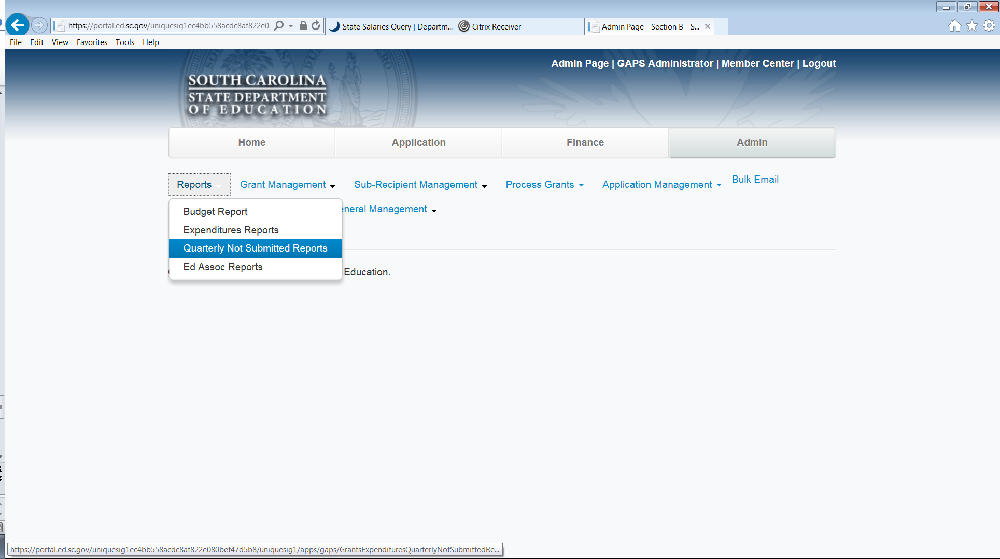 https://portal.ed.sc.gov/uniquesig1ec4bb558acdc8af822e0
State Salaries Query | Departm...
Citrix Receiver
Admin Page - Section B - S...
File Edit View Favorites Tools Help
Admin Page | GAPS Administrator | Member Center | Logout
SOUTH CAROLINA
STATE DEPARTMENT
OF EDUCATION
Home Application Finance Admin
Reports Grant Management Sub-Recipient Management Process Grants Application Management Bulk Email
Management
Budget Report
Expenditures Reports
Quarterly Not Submitted Reports
Ed Assoc Reports
Education.
https://portal.ed.sc.gov/uniquesig1ec4bb558acdc8af822e080bef47d5b8/uniquesig1/apps/gaps/GrantsExpendituresQuarterlyNotSubmittedRe...